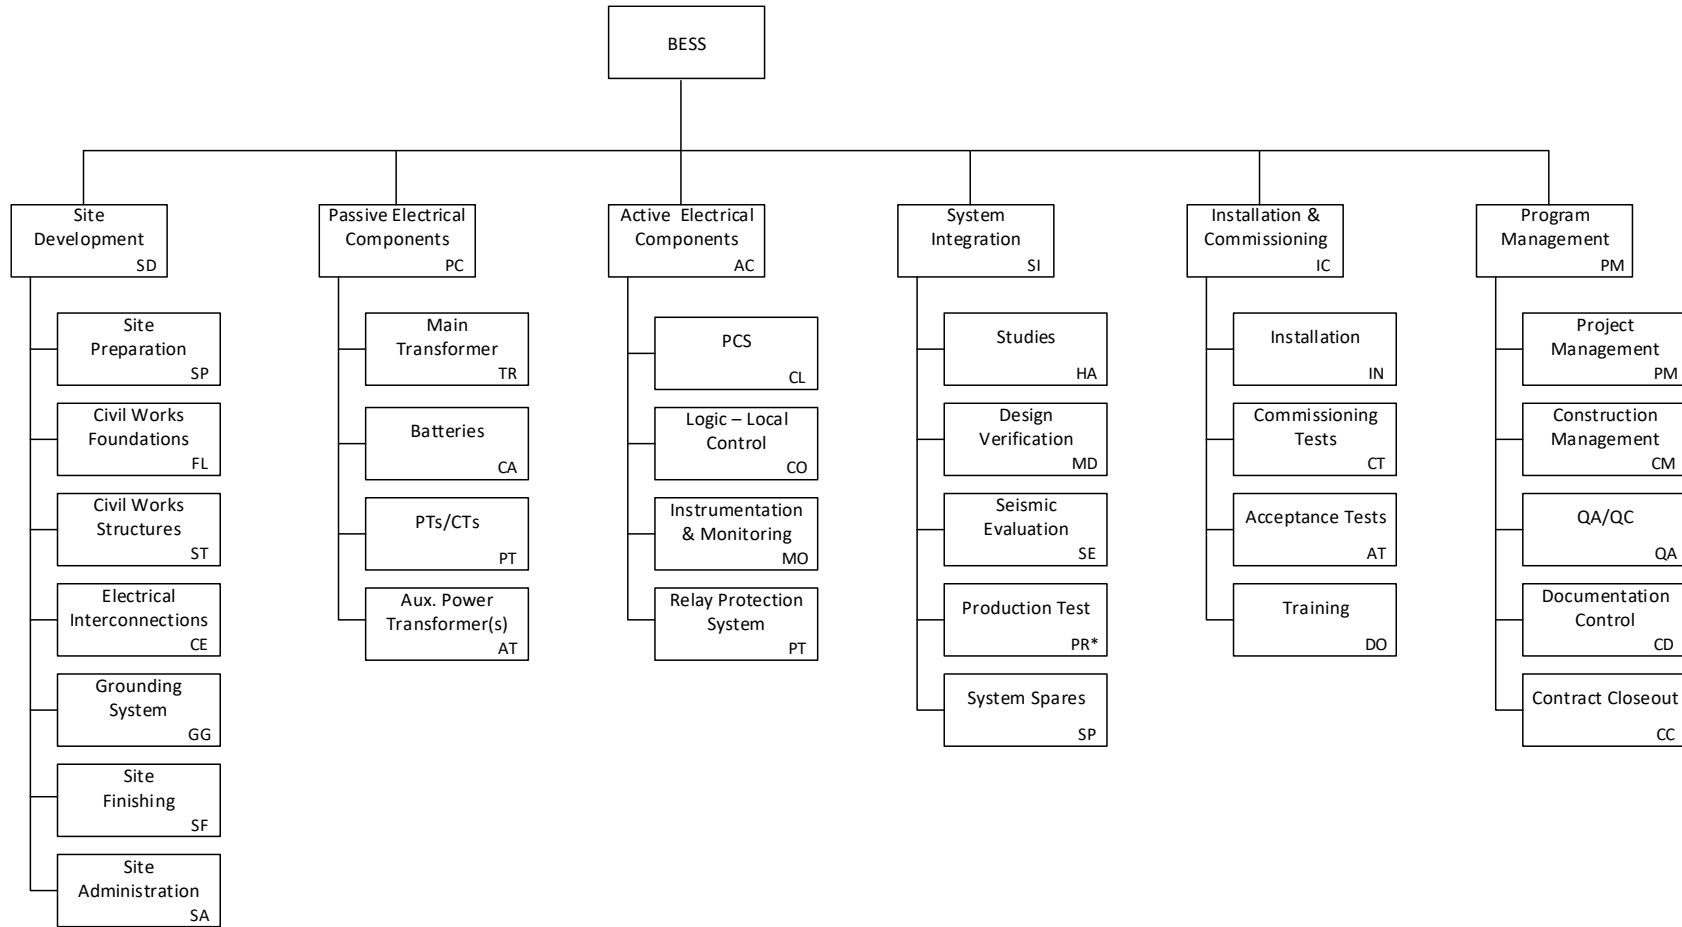 BESS
Site
Development
SD
Site
Preparation
SP
Civil Works
Foundations
FL
Civil Works
Structures
ST
Electrical
Interconnections
CE
Grounding
System
GG
Site
Finishing
SF
Site
Administration
SA
Passive Electrical
Components
PC
Main
Transformer
TR
Batteries
CA
PTs/CTs
PT
Aux. Power
Transformer(s)
AT
Active Electrical
Components
AC
PCS
CL
Logic – Local
Control
CO
Instrumentation
& Monitoring
MO
Relay Protection
System
PT
System
Integration
SI
Studies
HA
Design
Verification
MD
Seismic
Evaluation
SE
Production Test
PR*
System Spares
SP
Installation &
Commissioning
IC
Installation
IN
Commissioning
Tests
CT
Acceptance Tests
AT
Training
DO
Program
Management
PM
Project
Management
PM
Construction
Management
CM
QA/QC
QA
Documentation
Control
CD
Contract Closeout
CC